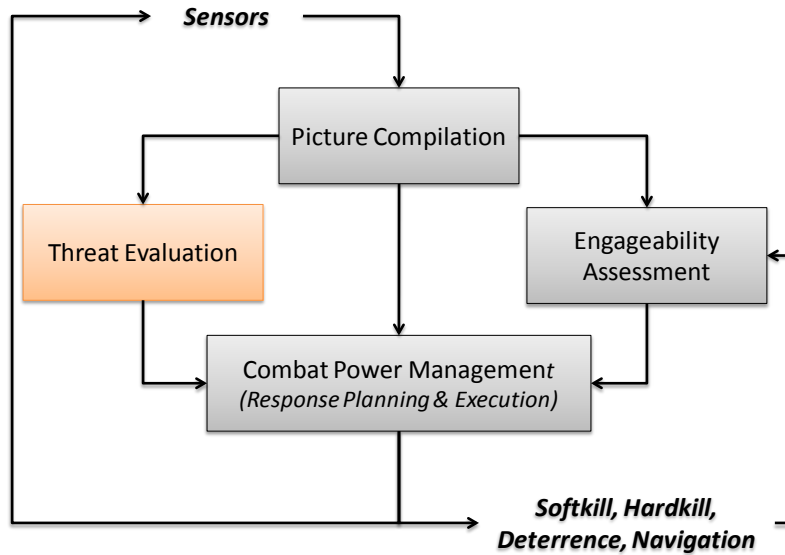 Sensors
Picture Compilation
Threat Evaluation
Engageability
Assessment
Combat Power Management
(Response Planning & Execution)
Softkill, Hardkill,
Deterrence, Navigation